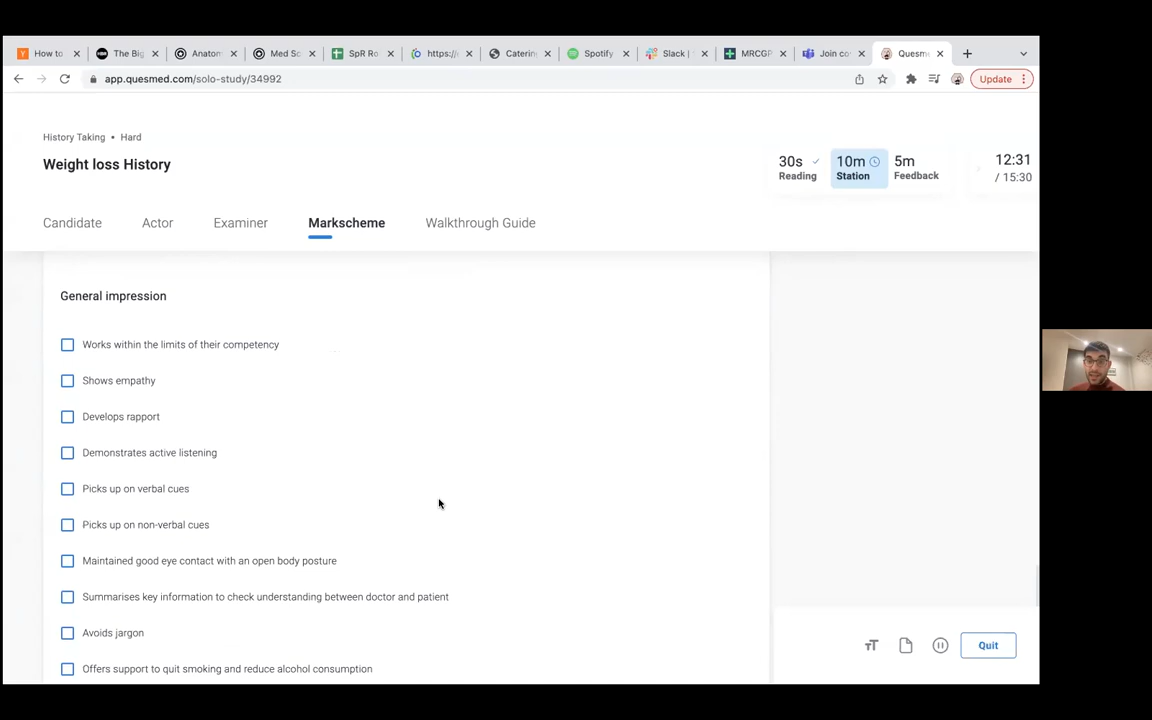 How to
The Big
Anatom
Med Sc
SpR Ro
https://
Caterin
Spotify
Slack |
MRCGP
Join co
Quesme
app.quesmed.com/solo-study/34992
Update
History Taking • Hard
Weight loss History
30s
Reading
10m
Station
5m
Feedback
12:31
/ 15:30
Candidate
Actor
Examiner
Markscheme
Walkthrough Guide
General impression
Works within the limits of their competency
Shows empathy
Develops rapport
Demonstrates active listening
Picks up on verbal cues
Picks up on non-verbal cues
Maintained good eye contact with an open body posture
Summarises key information to check understanding between doctor and patient
Avoids jargon
Offers support to quit smoking and reduce alcohol consumption
Quit